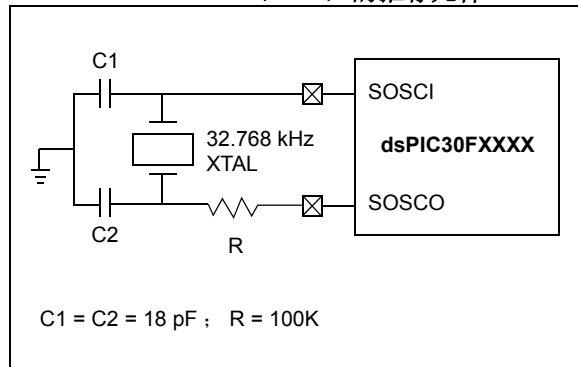 C1
SOSCI
32.768 kHz
XTAL
dsPIC30FXXXX
SOSCO
C2
R
C1 = C2 = 18 pF ； R = 100K